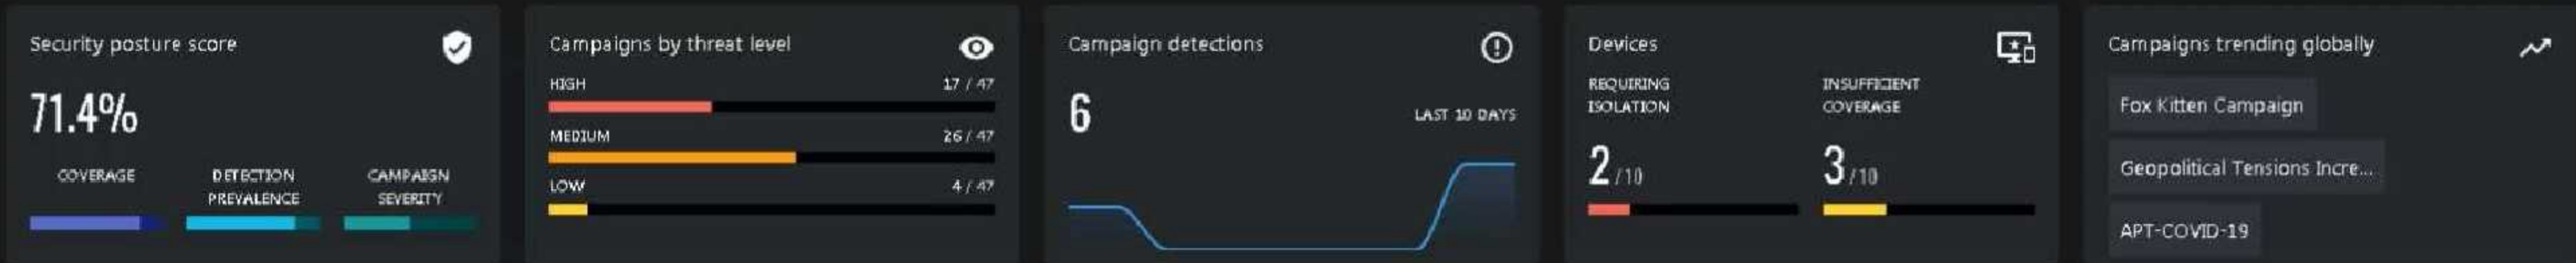 Security posture score
71.4%
COVERAGE
DETECTION
PREVALENCE
CAMPAIGN
SEVERITY
Campaigns by threat level
HIGH 17 / 47
MEDIUM 26 / 47
LOW 4 / 47
Campaign detections
6
LAST 10 DAYS
Devices
REQUIRING
ISOLATION
2 /10
INSUFFICIENT
COVERAGE
3 /10
Campaigns trending globally
Fox Kitten Campaign
Geopolitical Tensions Incre...
APT-COVID-19